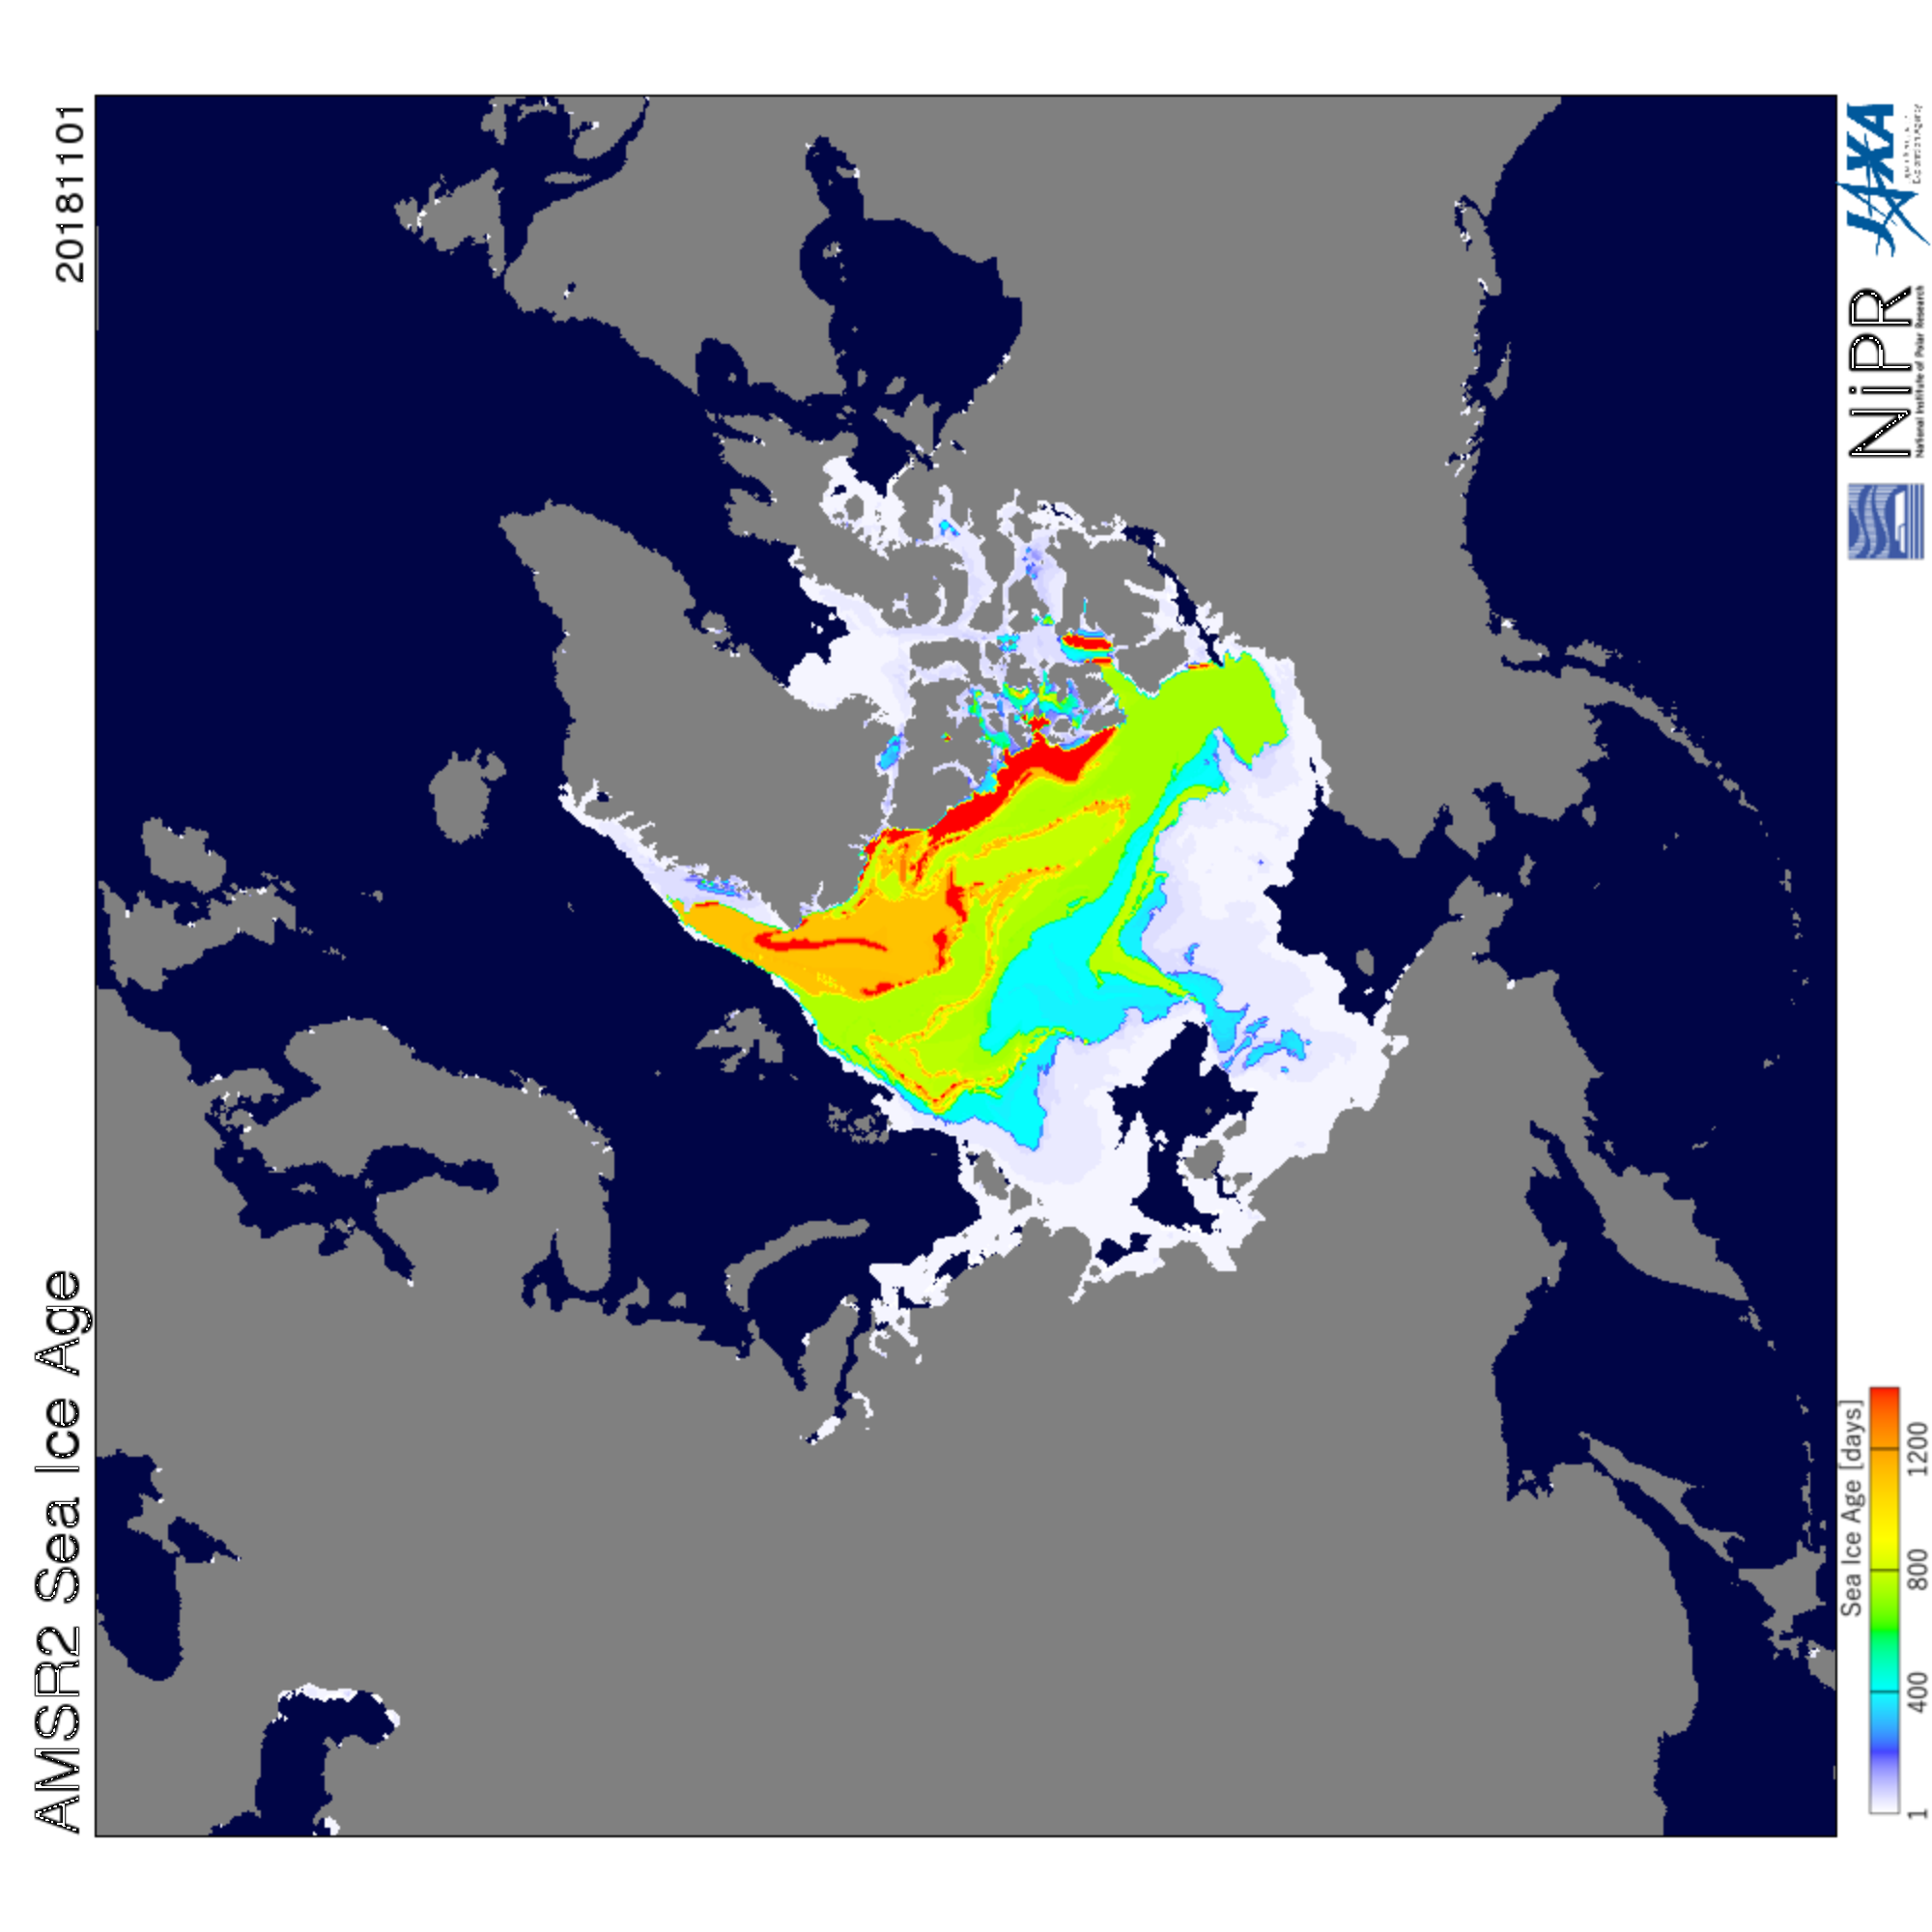 AMSR2 Sea Ice Age
20181101
Sea Ice Age [days]
1 400 800 1200
NiPR
National Institute of Polar Research
JAXA